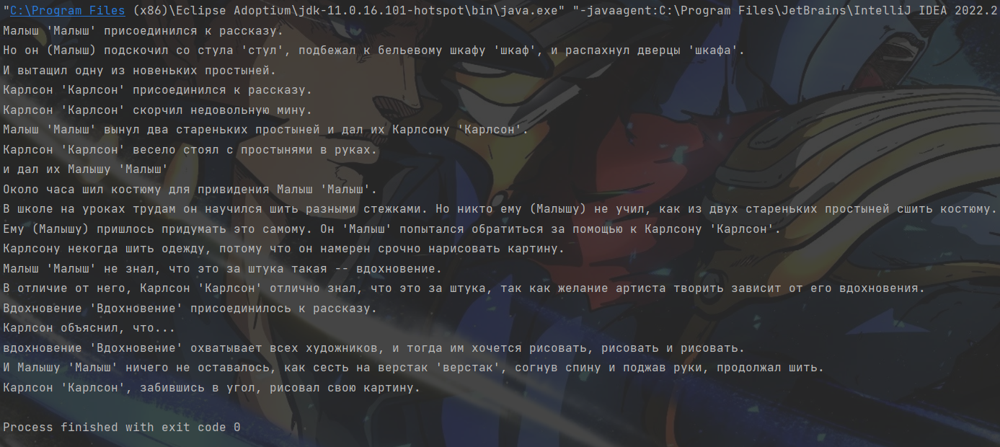 "C:\Program Files (x86)\Eclipse Adoptium\jdk-11.0.16.101-hotspot\bin\java.exe" "-javaagent:C:\Program Files\JetBrains\IntelliJ IDEA 2022.2
Малыш 'Малыш' присоединился к рассказу.
Но он (Малыш) подскочил со стула 'стул', подбежал к бельевому шкафу 'шкаф', и распахнул дверцы 'шкафа'.
И вытащил одну из новеньких простыней.
Карлсон 'Карлсон' присоединился к рассказу.
Карлсон 'Карлсон' скорчил недовольную мину.
Малыш 'Малыш' вынул два стареньких простыней и дал их Карлсону 'Карлсон'.
Карлсон 'Карлсон' весело стоял с простынями в руках.
и дал их Малышу 'Малыш'
Около часа шил костюму для привидения Малыш 'Малыш'.
В школе на уроках трудам он научился шить разными стежками. Но никто ему (Малышу) не учил, как из двух стареньких простыней сшить костюму.
Ему (Малышу) пришлось придумать это самому. Он 'Малыш' попытался обратиться за помощью к Карлсону 'Карлсон'.
Карлсону некогда шить одежду, потому что он намерен срочно нарисовать картину.
Малыш 'Малыш' не знал, что это за штука такая -- вдохновение.
В отличие от него, Карлсон 'Карлсон' отлично знал, что это за штука, так как желание артиста творить зависит от его вдохновения.
Вдохновение 'Вдохновение' присоединилось к рассказу.
Карлсон объяснил, что...
вдохновение 'Вдохновение' охватывает всех художников, и тогда им хочется рисовать, рисовать и рисовать.
И Малышу 'Малыш' ничего не оставалось, как сесть на верстак 'верстак', согнув спину и поджав руки, продолжал шить.
Карлсон 'Карлсон', забившись в угол, рисовал свою картину.
Process finished with exit code 0